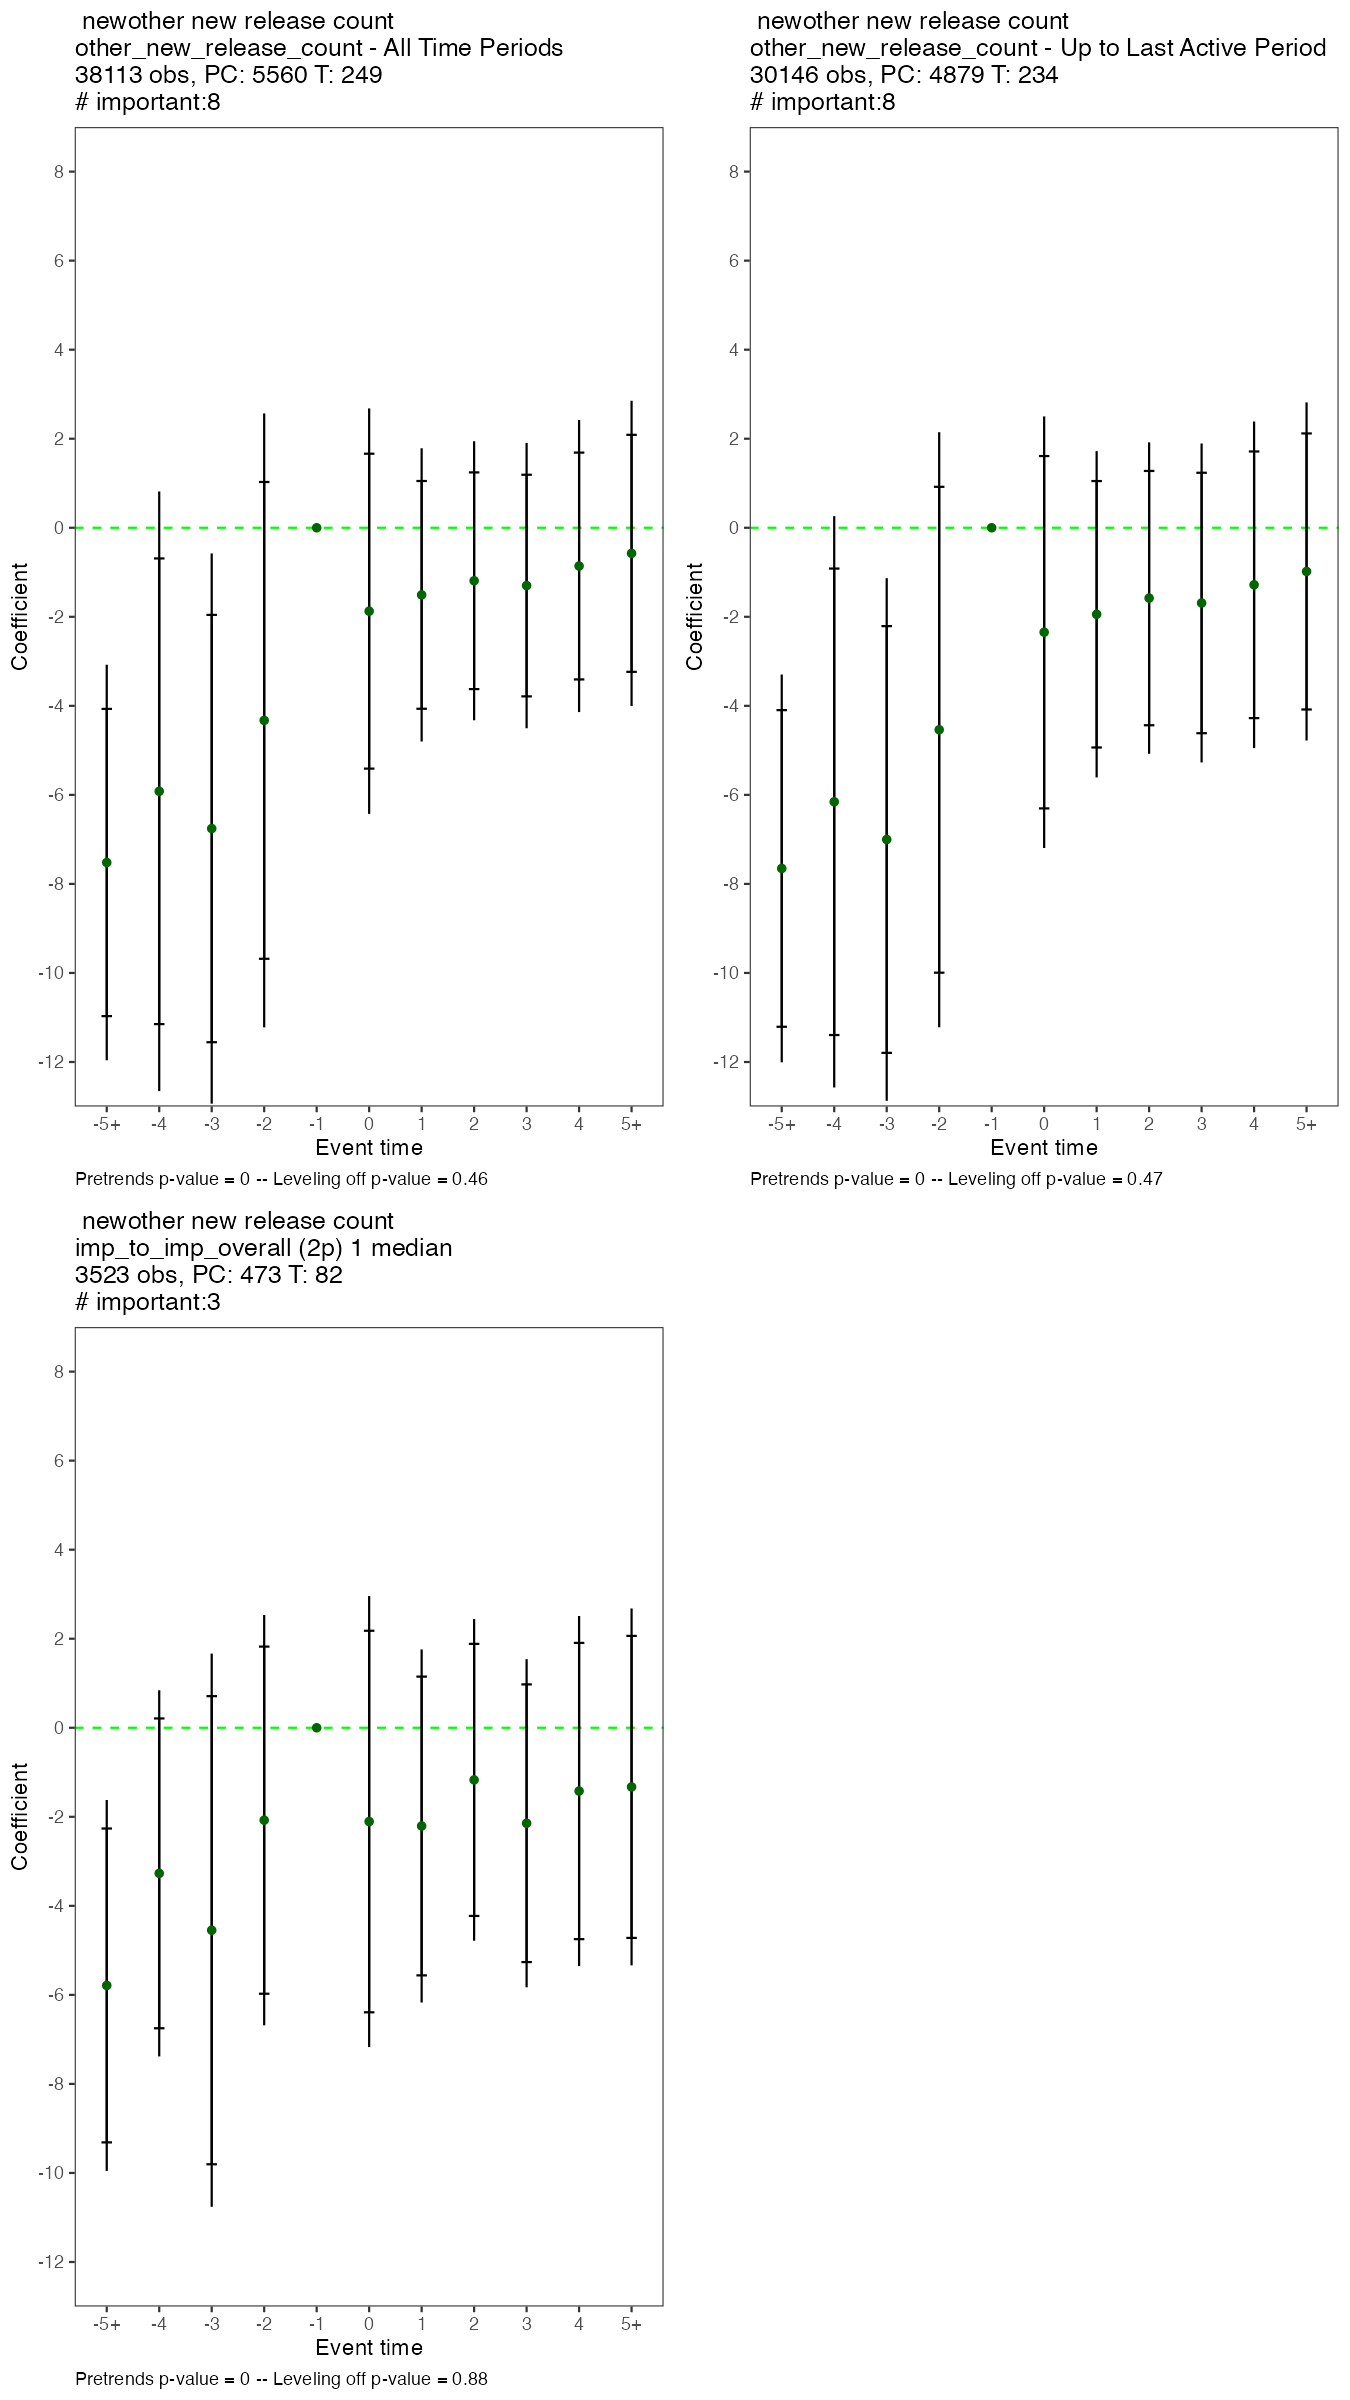 newother new release count
other_new_release_count - All Time Periods
38113 obs, PC: 5560 T: 249
# important:8
8
6
4
2
0
-2
-4
-6
-8
-10
-12
Coefficient
-5+ -4 -3 -2 -1 0 1 2 3 4 5+
Event time
Pretrends p-value = 0 -- Leveling off p-value = 0.46
newother new release count
other_new_release_count - Up to Last Active Period
30146 obs, PC: 4879 T: 234
# important:8
8
6
4
2
0
-2
-4
-6
-8
-10
-12
Coefficient
-5+ -4 -3 -2 -1 0 1 2 3 4 5+
Event time
Pretrends p-value = 0 -- Leveling off p-value = 0.47
newother new release count
imp_to_imp_overall (2p) 1 median
3523 obs, PC: 473 T: 82
# important:3
8
6
4
2
0
-2
-4
-6
-8
-10
-12
Coefficient
-5+ -4 -3 -2 -1 0 1 2 3 4 5+
Event time
Pretrends p-value = 0 -- Leveling off p-value = 0.88